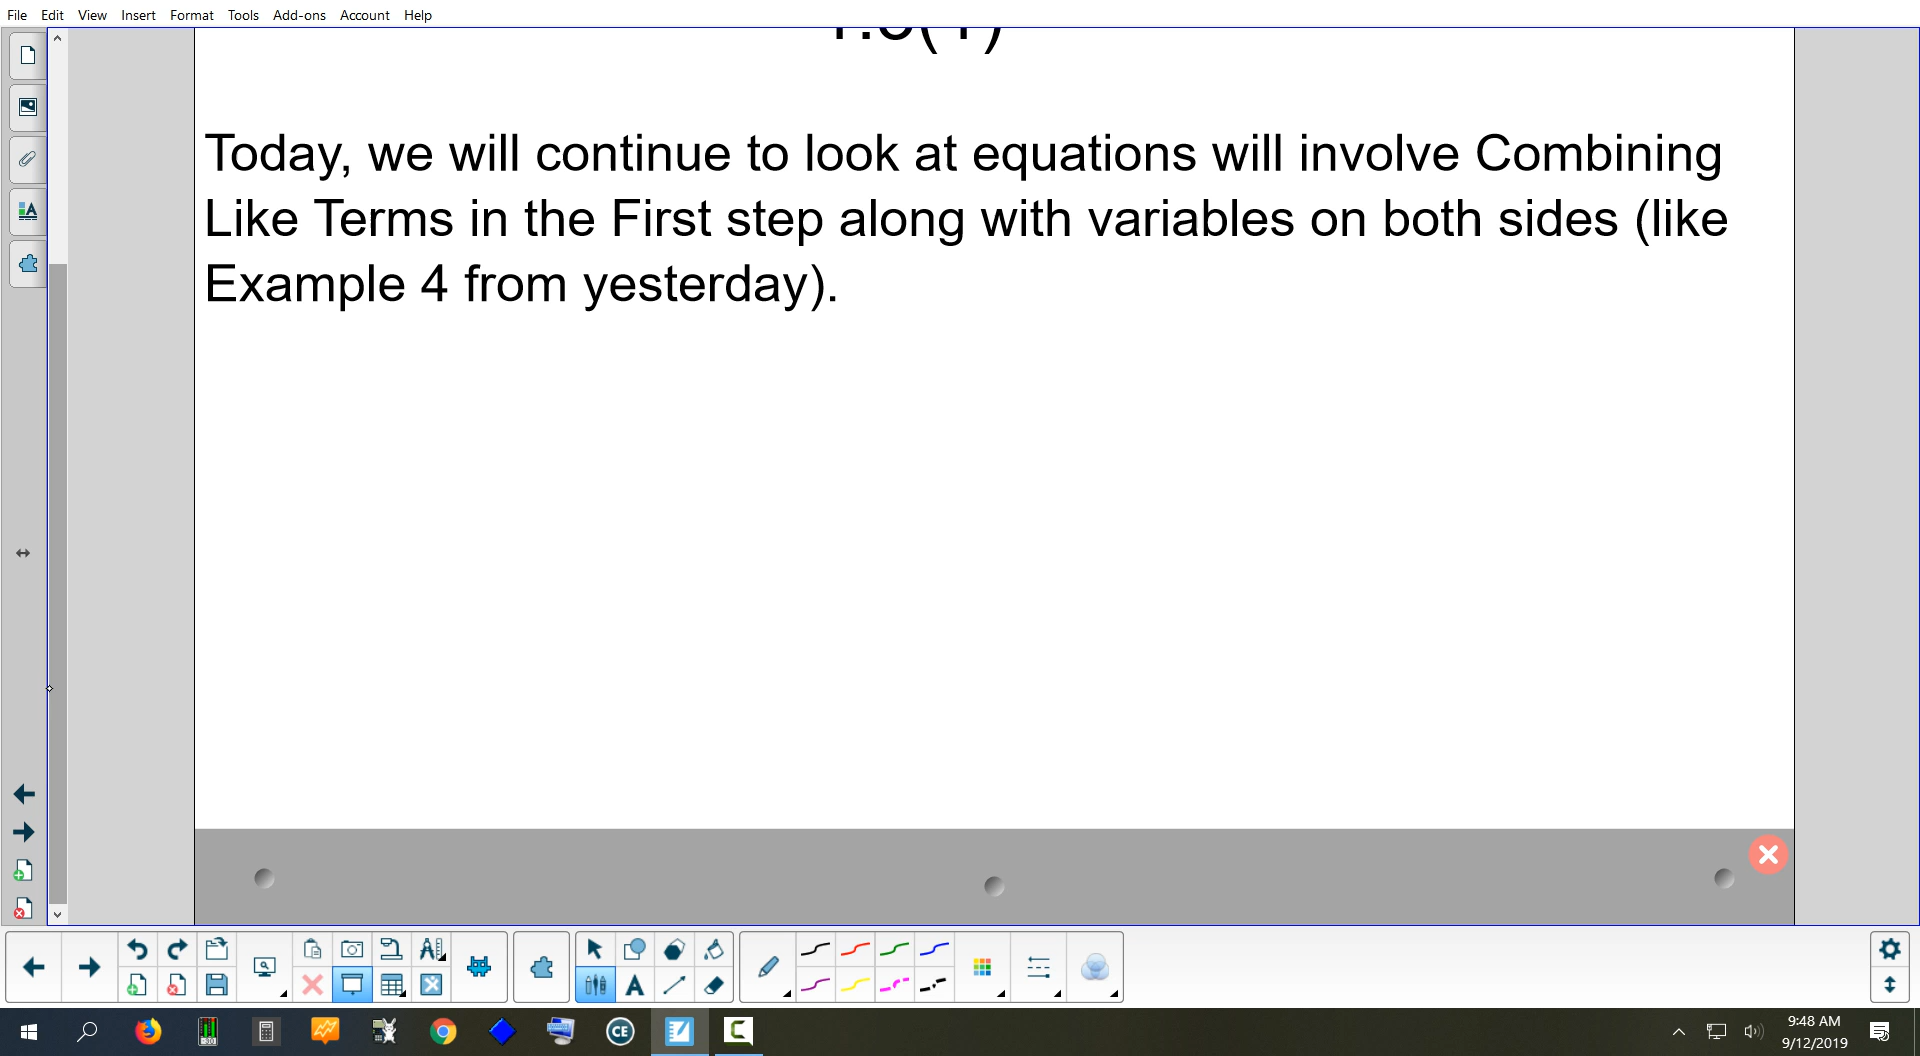 File Edit View Insert Format Tools Add-ons Account Help
Today, we will continue to look at equations will involve Combining
Like Terms in the First step along with variables on both sides (like
Example 4 from yesterday).
A
A
CE
9:48 AM
9/12/2019